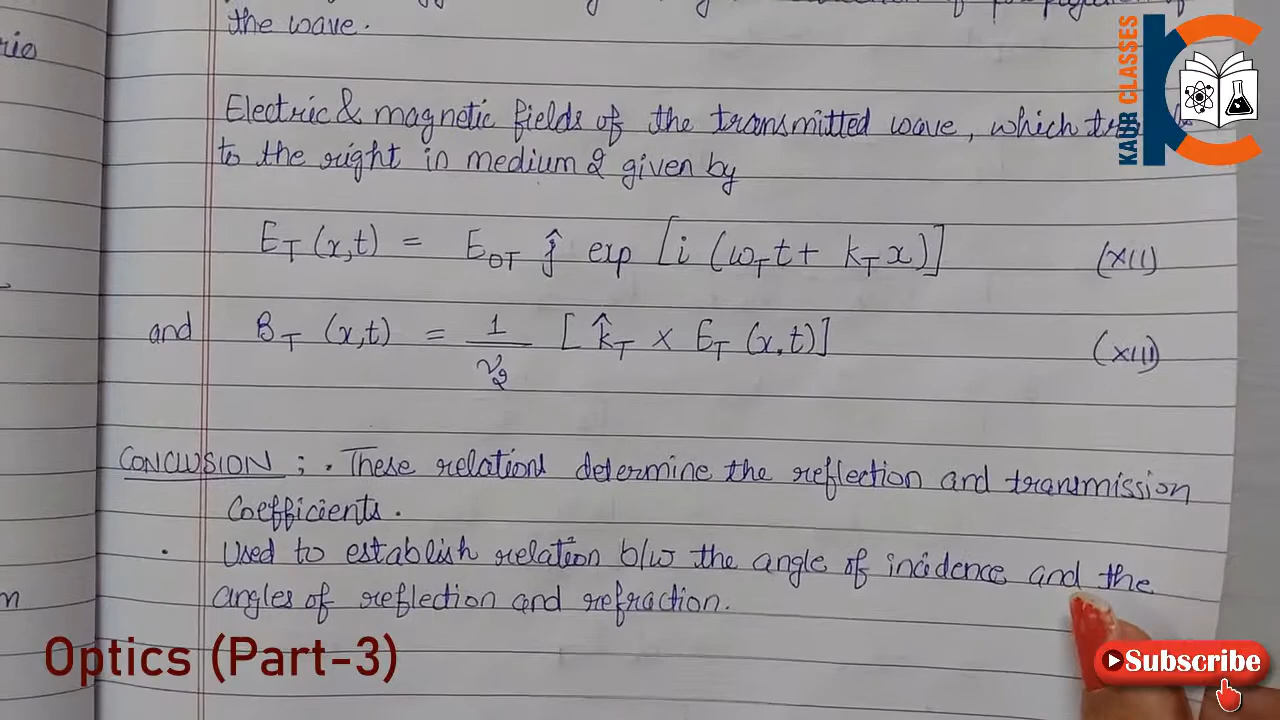 the wave.
Electric & magnetic fields of the transmitted wave, which
to the right in medium 2 given by
E_T (x,t) = E_OT ĵ exp [i (ω_T t + k_T x)] (XII)
and B_T (x,t) = 1/v_2 [k̂_T × E_T (x,t)] (XIII)
CONCLUSION ; • These relations determine the reflection and transmission
Coefficients.
• Used to establish relation b/w the angle of incidence and the
angles of reflection and refraction.
KAUR CLASSES
Optics (Part-3)
Subscribe